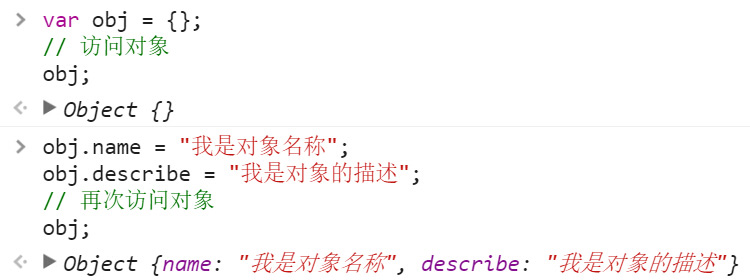 var obj = {};
// 访问对象
obj;
Object {}
obj.name = "我是对象名称";
obj.describe = "我是对象的描述";
// 再次访问对象
obj;
Object {name: "我是对象名称", describe: "我是对象的描述"}